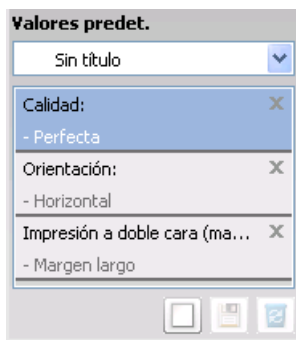 Valores predet.
Sin título
Calidad:
- Perfecta
Orientación:
- Horizontal
Impresión a doble cara (ma...
- Margen largo